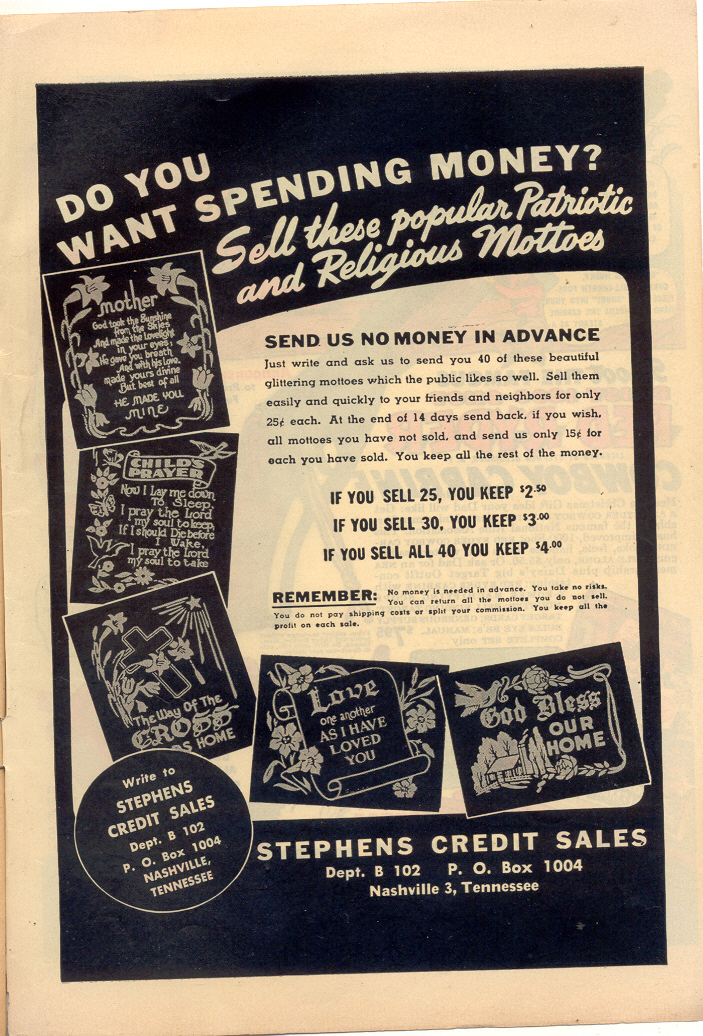 DO YOU
WANT SPENDING MONEY?
Sell these popular Patriotic
and Religious Mottoes
mother
God took the Sunshine
from the Skies
And made the Lovelight
in your eyes;
He gave you breath
And with his Love
made yours divine
But best of all
HE MADE YOU
MINE
CHILD'S
PRAYER
Now I Lay me down
To Sleep,
I pray the Lord
my soul to keep,
If I should Die before
I Wake,
I pray the Lord
my soul to take
The Way Of The
CROSS
HOME
SEND US NO MONEY IN ADVANCE
Just write and ask us to send you 40 of these beautiful
glittering mottoes which the public likes so well. Sell them
easily and quickly to your friends and neighbors for only
25¢ each. At the end of 14 days send back, if you wish,
all mottoes you have not sold, and send us only 15¢ for
each you have sold. You keep all the rest of the money.
IF YOU SELL 25, YOU KEEP $2.50
IF YOU SELL 30, YOU KEEP $3.00
IF YOU SELL ALL 40 YOU KEEP $4.00
REMEMBER: No money is needed in advance. You take no risks.
You can return all the mottoes you do not sell.
You do not pay shipping costs or split your commission. You keep all the
profit on each sale.
Love
one another
AS I HAVE
LOVED
YOU
God Bless
OUR
HOME
Write to
STEPHENS
CREDIT SALES
Dept. B 102
P. O. Box 1004
NASHVILLE,
TENNESSEE
STEPHENS CREDIT SALES
Dept. B 102 P. O. Box 1004
Nashville 3, Tennessee